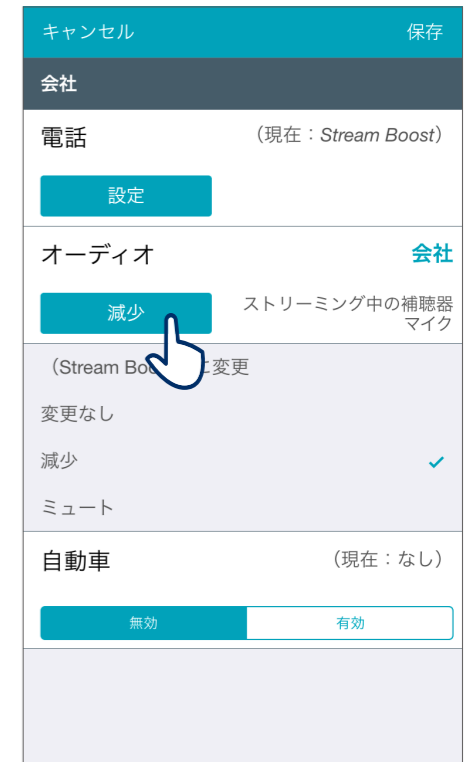 キャンセル 保存
会社
電話 （現在：Stream Boost）
設定
オーディオ 会社
減少 ストリーミング中の補聴器
マイク
（Stream に変更
変更なし
減少
ミュート
自動車 （現在：なし）
無効 有効